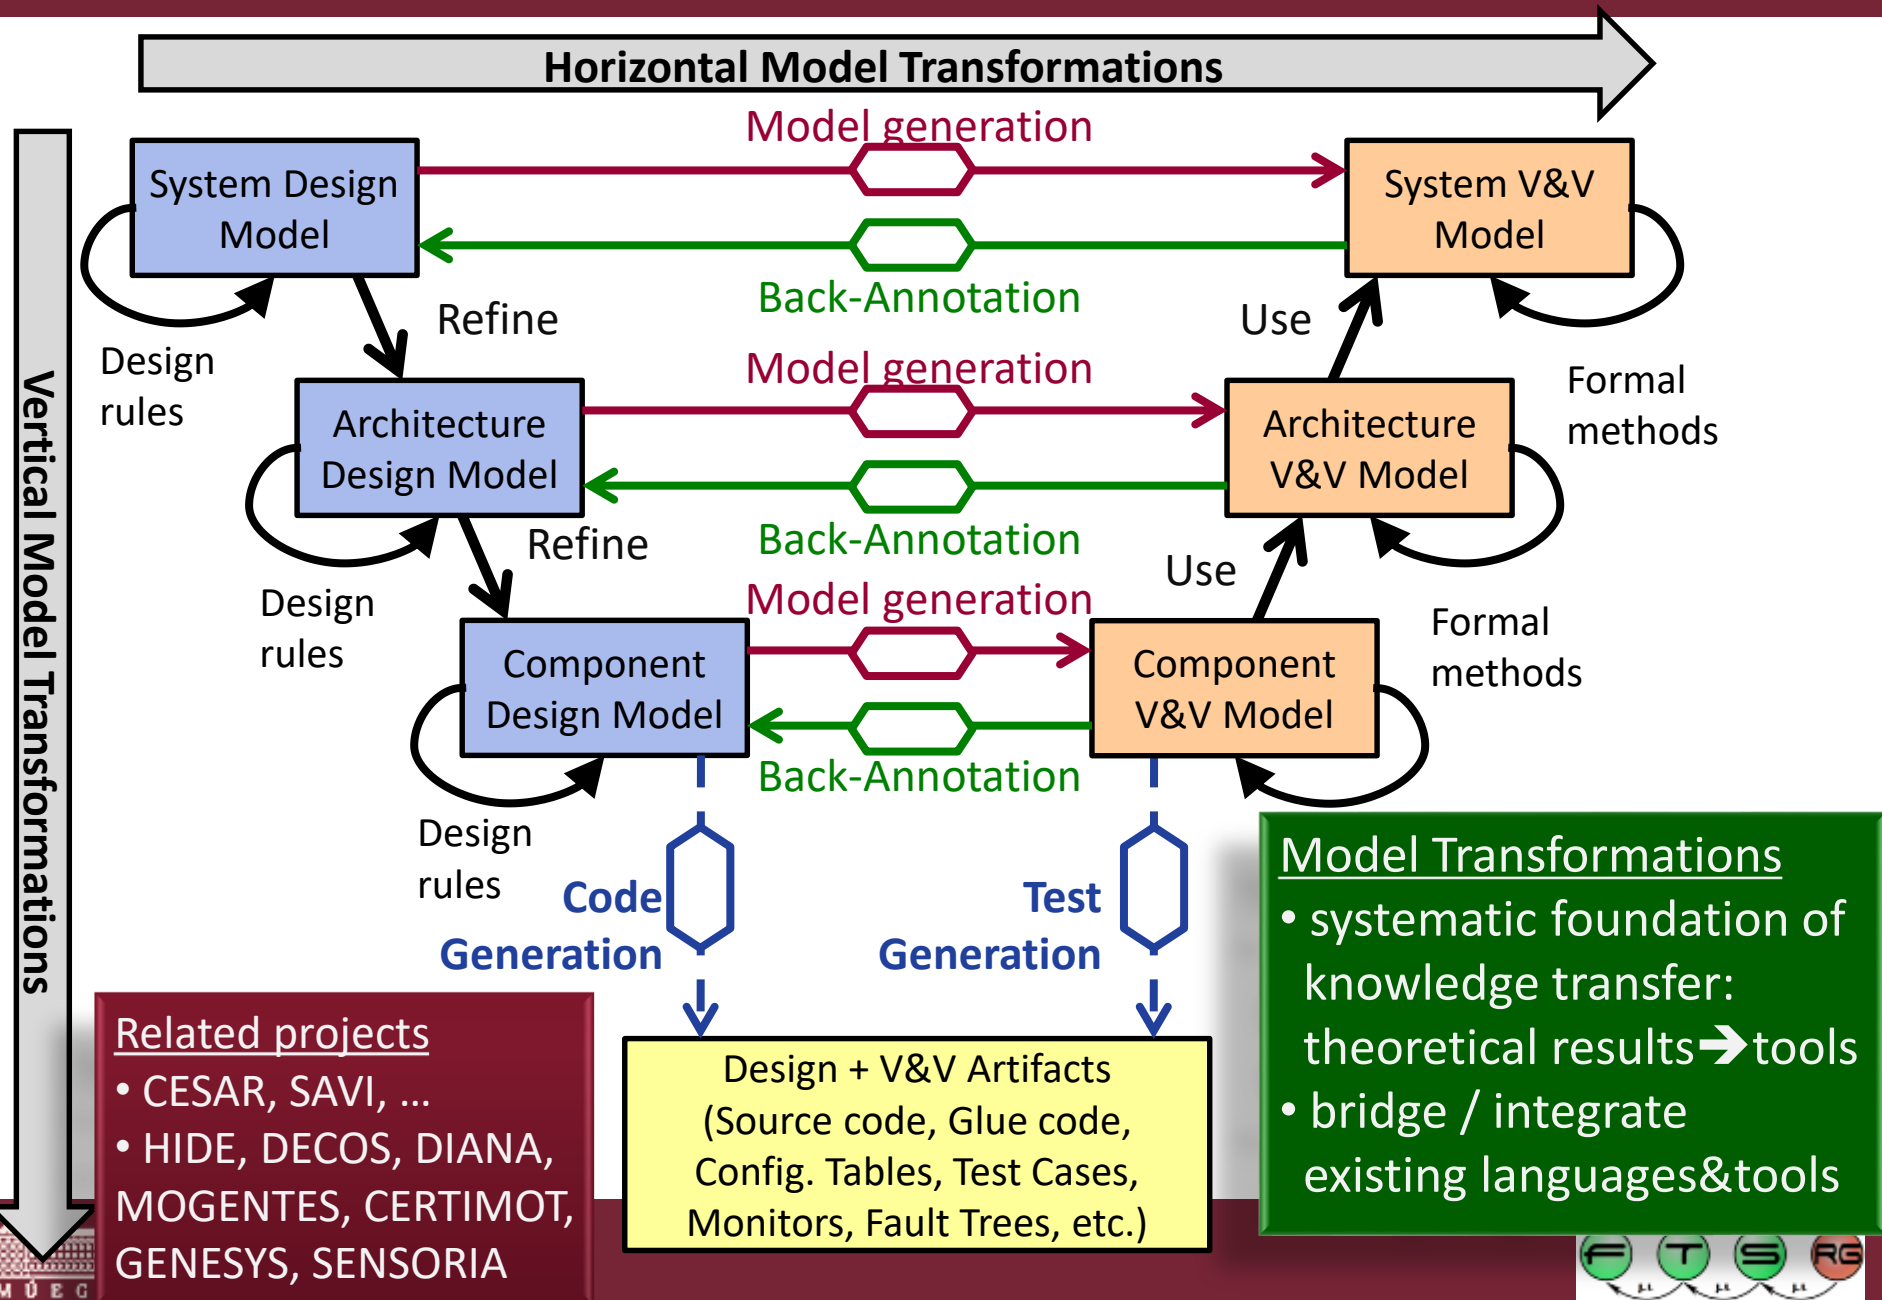 Horizontal Model Transformations
Vertical Model Transformations
Model generation
System Design
Model
System V&V
Model
Back-Annotation
Refine
Use
Design
rules
Formal
methods
Model generation
Architecture
Design Model
Architecture
V&V Model
Back-Annotation
Refine
Use
Design
rules
Formal
methods
Model generation
Component
Design Model
Component
V&V Model
Back-Annotation
Design
rules
Code
Generation
Test
Generation
Model Transformations
• systematic foundation of
knowledge transfer:
theoretical results➔tools
• bridge / integrate
existing languages&tools
Related projects
• CESAR, SAVI, …
• HIDE, DECOS, DIANA,
MOGENTES, CERTIMOT,
GENESYS, SENSORIA
Design + V&V Artifacts
(Source code, Glue code,
Config. Tables, Test Cases,
Monitors, Fault Trees, etc.)
M Ű E G
F T S RG
μ μ μ